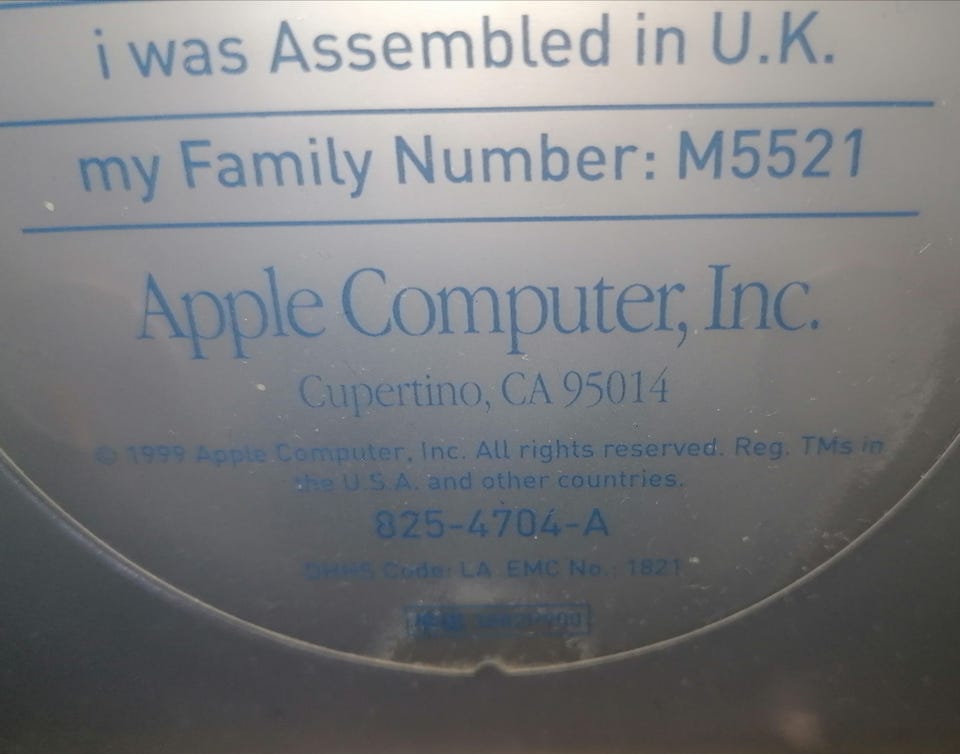 i was Assembled in U.K.
my Family Number: M5521
Apple Computer, Inc.
Cupertino, CA 95014
© 1999 Apple Computer, Inc. All rights reserved. Reg. TMs in
the U.S.A. and other countries.
825-4704-A
DHHS Code: LA EMC No.: 1821